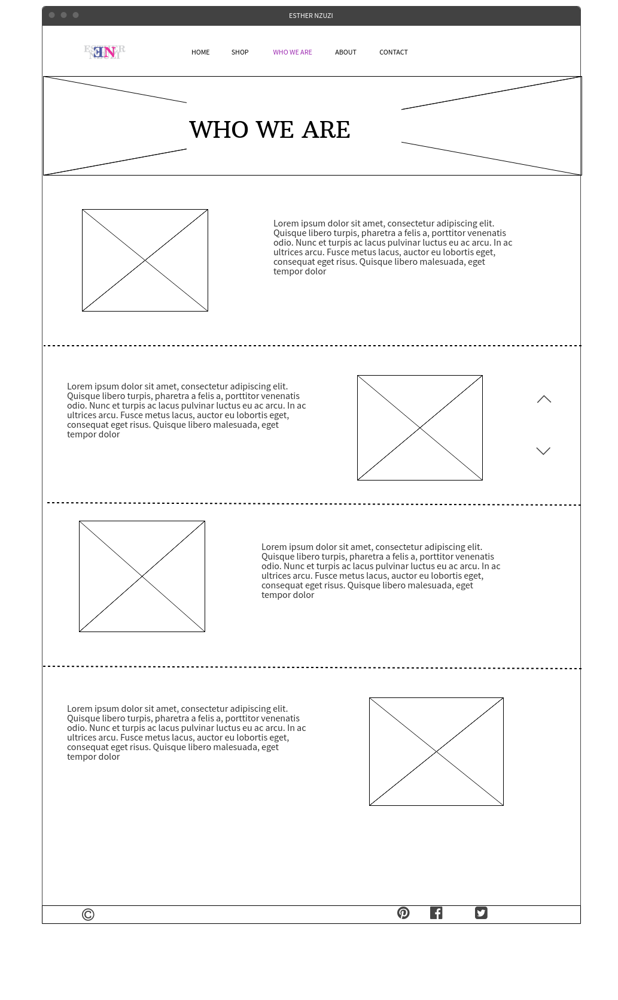 ESTHER NZUZI
ESTHER
NZUZI
EN
HOME SHOP WHO WE ARE ABOUT CONTACT
WHO WE ARE
Lorem ipsum dolor sit amet, consectetur adipiscing elit.
Quisque libero turpis, pharetra a felis a, porttitor venenatis
odio. Nunc et turpis ac lacus pulvinar luctus eu ac arcu. In ac
ultrices arcu. Fusce metus lacus, auctor eu lobortis eget,
consequat eget risus. Quisque libero malesuada, eget
tempor dolor
Lorem ipsum dolor sit amet, consectetur adipiscing elit.
Quisque libero turpis, pharetra a felis a, porttitor venenatis
odio. Nunc et turpis ac lacus pulvinar luctus eu ac arcu. In ac
ultrices arcu. Fusce metus lacus, auctor eu lobortis eget,
consequat eget risus. Quisque libero malesuada, eget
tempor dolor
Lorem ipsum dolor sit amet, consectetur adipiscing elit.
Quisque libero turpis, pharetra a felis a, porttitor venenatis
odio. Nunc et turpis ac lacus pulvinar luctus eu ac arcu. In ac
ultrices arcu. Fusce metus lacus, auctor eu lobortis eget,
consequat eget risus. Quisque libero malesuada, eget
tempor dolor
Lorem ipsum dolor sit amet, consectetur adipiscing elit.
Quisque libero turpis, pharetra a felis a, porttitor venenatis
odio. Nunc et turpis ac lacus pulvinar luctus eu ac arcu. In ac
ultrices arcu. Fusce metus lacus, auctor eu lobortis eget,
consequat eget risus. Quisque libero malesuada, eget
tempor dolor
©